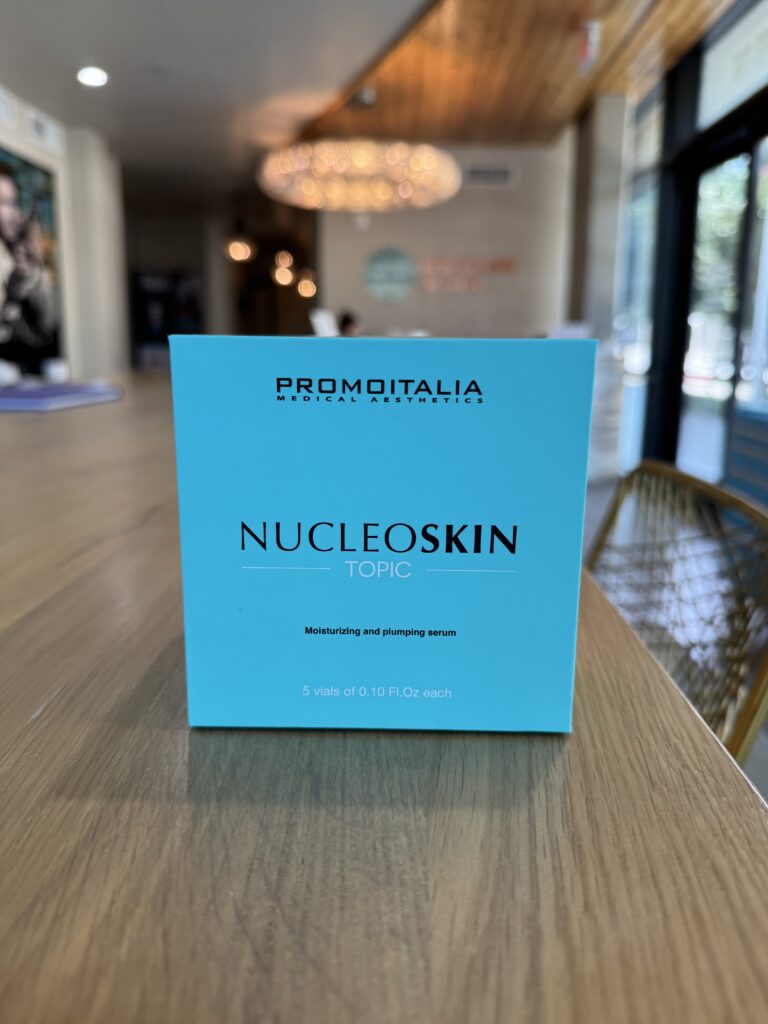 PROMOITALIA
MEDICAL AESTHETICS
NUCLEOSKIN
TOPIC
Moisturizing and plumping serum
5 vials of 0.10 Fl.Oz each